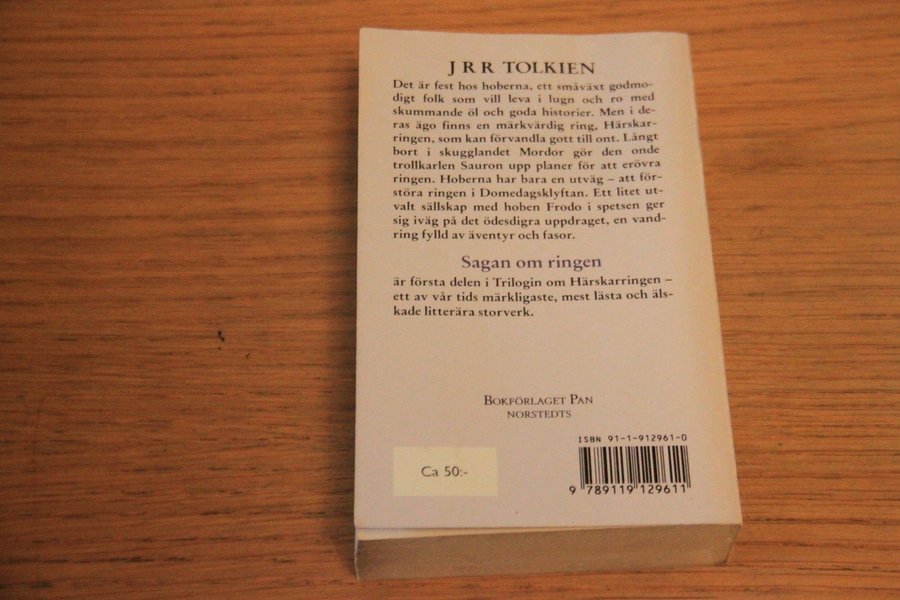 J R R TOLKIEN
Det är fest hos hoberna, ett småväxt godmo-
digt folk som vill leva i lugn och ro med
skummande öl och goda historier. Men i de-
ras ägo finns en märkvärdig ring, Härskar-
ringen, som kan förvandla gott till ont. Långt
bort i skugglandet Mordor gör den onde
trollkarlen Sauron upp planer för att erövra
ringen. Hoberna har bara en utväg – att för-
störa ringen i Domedagsklyftan. Ett litet ut-
valt sällskap med hoben Frodo i spetsen ger
sig iväg på det ödesdigra uppdraget, en vand-
ring fylld av äventyr och fasor.
Sagan om ringen
är första delen i Trilogin om Härskarringen –
ett av vår tids märkligaste, mest lästa och äls-
kade litterära storverk.
BOKFÖRLAGET PAN
NORSTEDTS
ISBN 91-1-912961-0
Ca 50:-
9 789119 129611